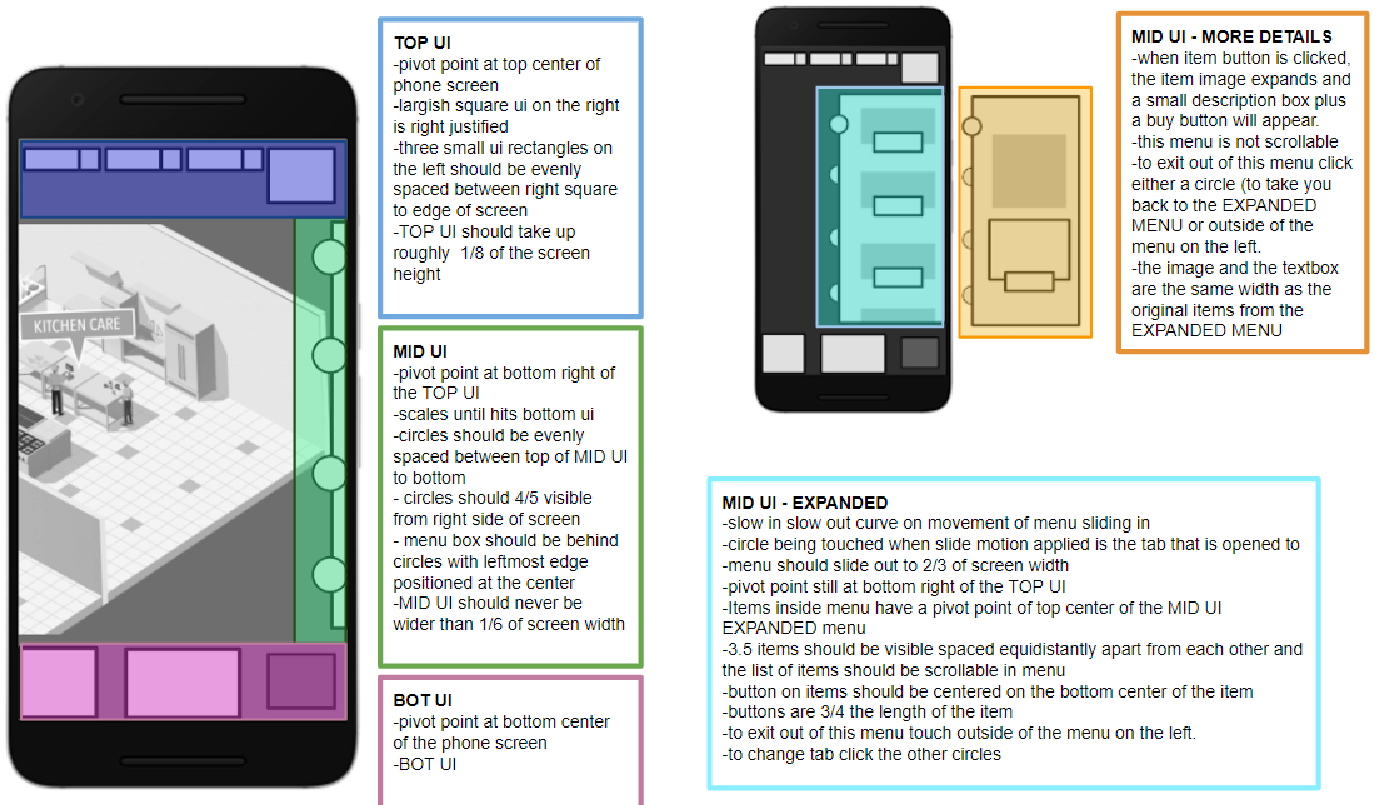 TOP UI
-pivot point at top center of
phone screen
-largish square ui on the right
is right justified
-three small ui rectangles on
the left should be evenly
spaced between right square
to edge of screen
-TOP UI should take up
roughly 1/8 of the screen
height
KITCHEN CARE
MID UI
-pivot point at bottom right of
the TOP UI
-scales until hits bottom ui
-circles should be evenly
spaced between top of MID UI
to bottom
- circles should 4/5 visible
from right side of screen
- menu box should be behind
circles with leftmost edge
positioned at the center
-MID UI should never be
wider than 1/6 of screen width
BOT UI
-pivot point at bottom center
of the phone screen
-BOT UI
MID UI - MORE DETAILS
-when item button is clicked,
the item image expands and
a small description box plus
a buy button will appear.
-this menu is not scrollable
-to exit out of this menu click
either a circle (to take you
back to the EXPANDED
MENU or outside of the
menu on the left.
-the image and the textbox
are the same width as the
original items from the
EXPANDED MENU
MID UI - EXPANDED
-slow in slow out curve on movement of menu sliding in
-circle being touched when slide motion applied is the tab that is opened to
-menu should slide out to 2/3 of screen width
-pivot point still at bottom right of the TOP UI
-Items inside menu have a pivot point of top center of the MID UI
EXPANDED menu
-3.5 items should be visible spaced equidistantly apart from each other and
the list of items should be scrollable in menu
-button on items should be centered on the bottom center of the item
-buttons are 3/4 the length of the item
-to exit out of this menu touch outside of the menu on the left.
-to change tab click the other circles